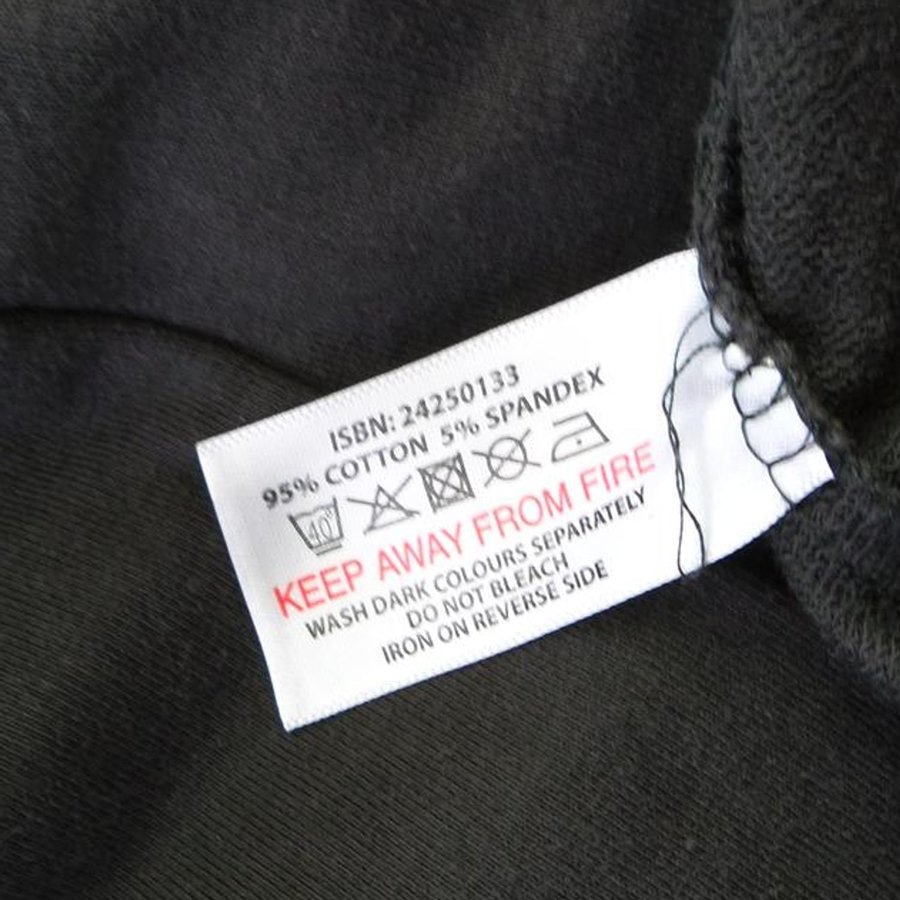 ISBN: 24250133
95% COTTON 5% SPANDEX
40°
KEEP AWAY FROM FIRE
WASH DARK COLOURS SEPARATELY
DO NOT BLEACH
IRON ON REVERSE SIDE